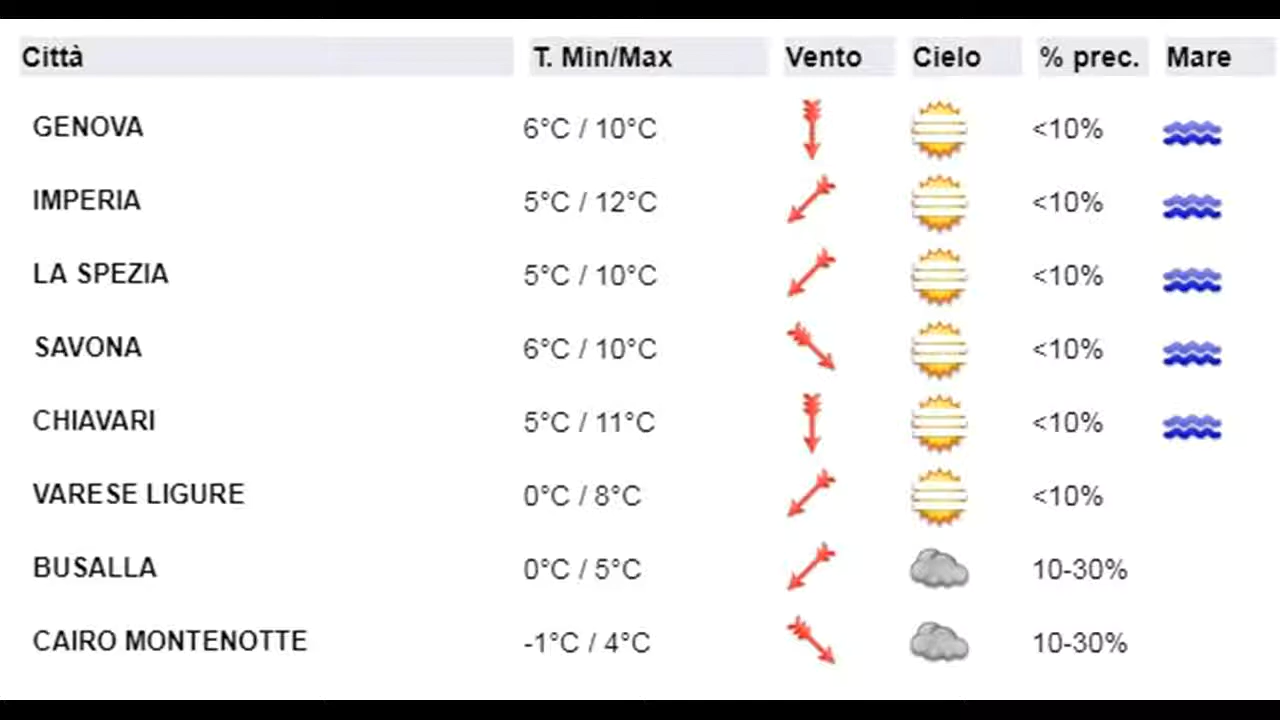 Città T. Min/Max Vento Cielo % prec. Mare
GENOVA 6°C / 10°C <10%
IMPERIA 5°C / 12°C <10%
LA SPEZIA 5°C / 10°C <10%
SAVONA 6°C / 10°C <10%
CHIAVARI 5°C / 11°C <10%
VARESE LIGURE 0°C / 8°C <10%
BUSALLA 0°C / 5°C 10-30%
CAIRO MONTENOTTE -1°C / 4°C 10-30%